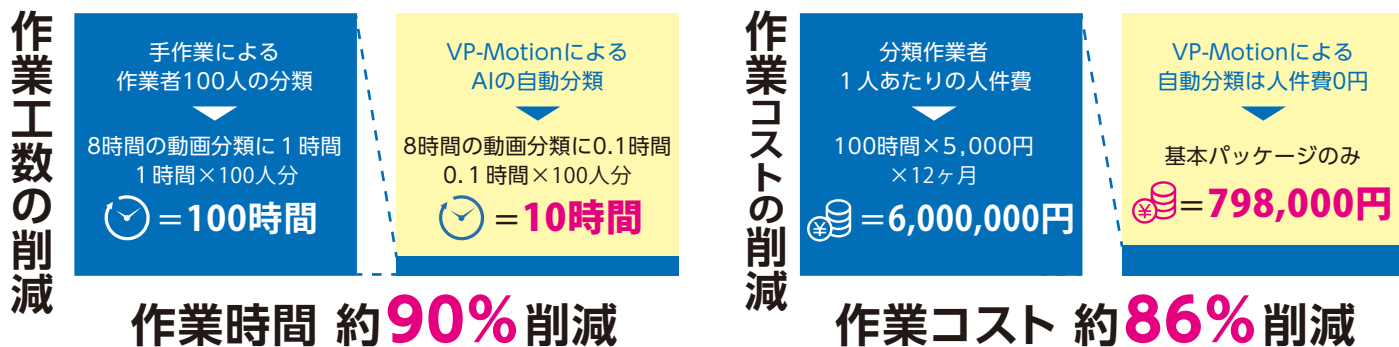 作業工数の削減
手作業による
作業者100人の分類
8時間の動画分類に1時間
1時間×100人分
=100時間
VP-Motionによる
AIの自動分類
8時間の動画分類に0.1時間
0.1時間×100人分
=10時間
作業時間 約90%削減
作業コストの削減
分類作業者
1人あたりの人件費
100時間×5,000円
×12ヶ月
¥
=6,000,000円
VP-Motionによる
自動分類は人件費0円
基本パッケージのみ
¥
=798,000円
作業コスト 約86%削減